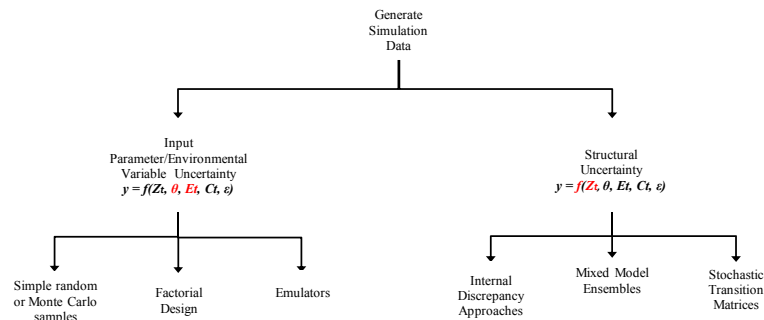 Generate
Simulation
Data
Input
Parameter/Environmental
Variable Uncertainty
y = f(Zt, θ, Et, Ct, ε)
Structural
Uncertainty
y = f(Zt, θ, Et, Ct, ε)
Simple random
or Monte Carlo
samples
Factorial
Design
Emulators
Internal
Discrepancy
Approaches
Mixed Model
Ensembles
Stochastic
Transition
Matrices